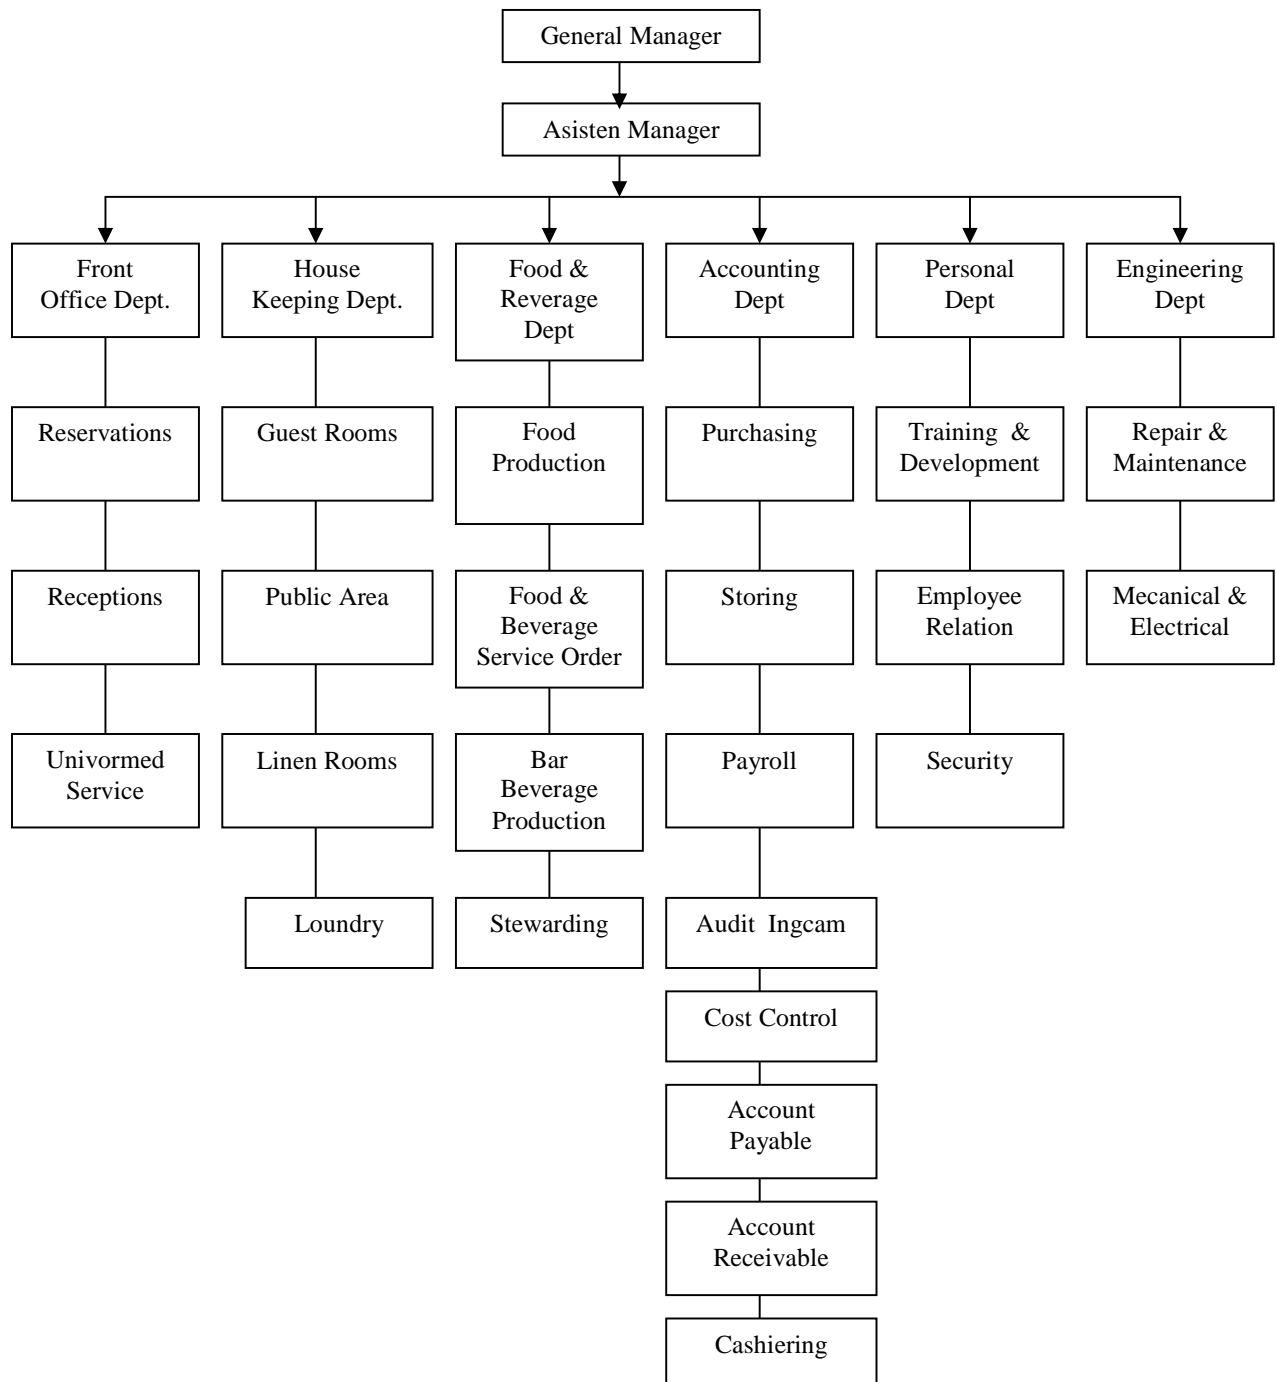 General Manager
Asisten Manager
Front
Office Dept.
House
Keeping Dept.
Food &
Reverage
Dept
Accounting
Dept
Personal
Dept
Engineering
Dept
Reservations
Guest Rooms
Food
Production
Purchasing
Training &
Development
Repair &
Maintenance
Receptions
Public Area
Food &
Beverage
Service Order
Storing
Employee
Relation
Mecanical &
Electrical
Univormed
Service
Linen Rooms
Bar
Beverage
Production
Payroll
Security
Loundry
Stewarding
Audit Ingcam
Cost Control
Account
Payable
Account
Receivable
Cashiering